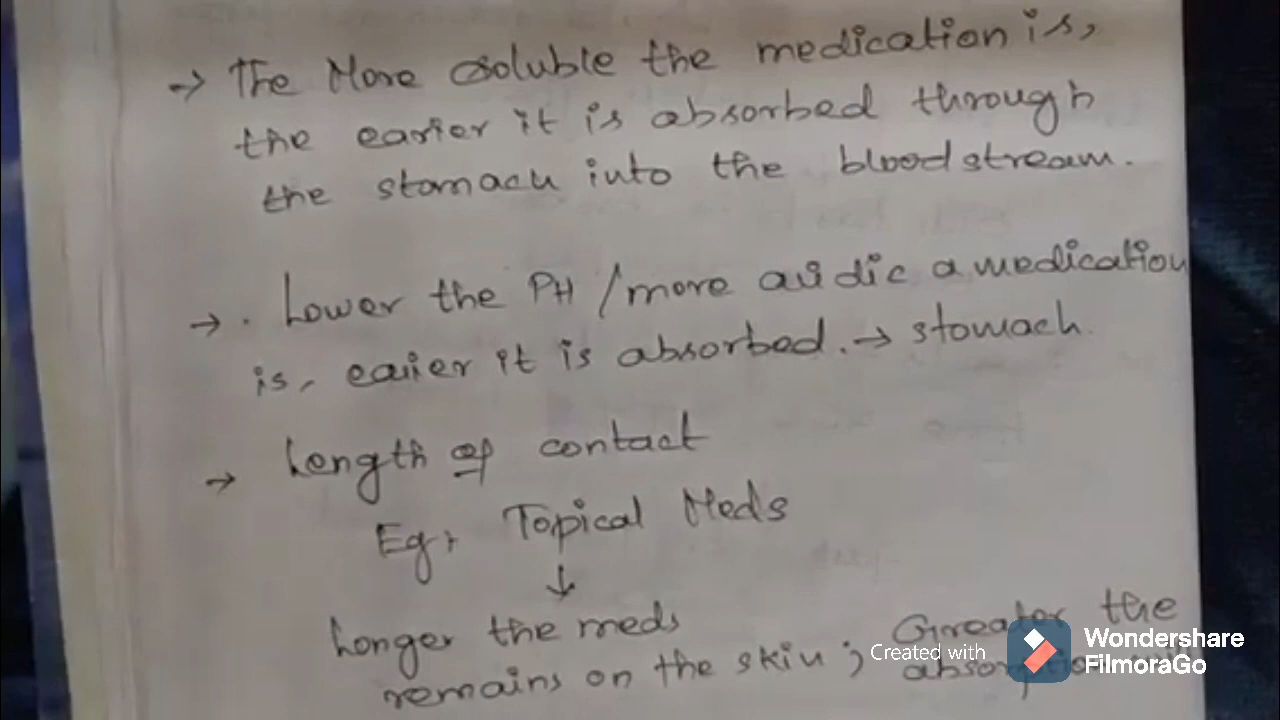 → The More soluble the medication is,
the earier it is absorbed through
the stomach into the bloodstream.
→ . Lower the PH / more acidic a medication
is, eaiier it is absorbed. → stomach.
→ Length of contact
Eg, Topical Meds
↓
Longer the meds Greater the
remains on the skin ;
Created with
Wondershare
FilmoraGo